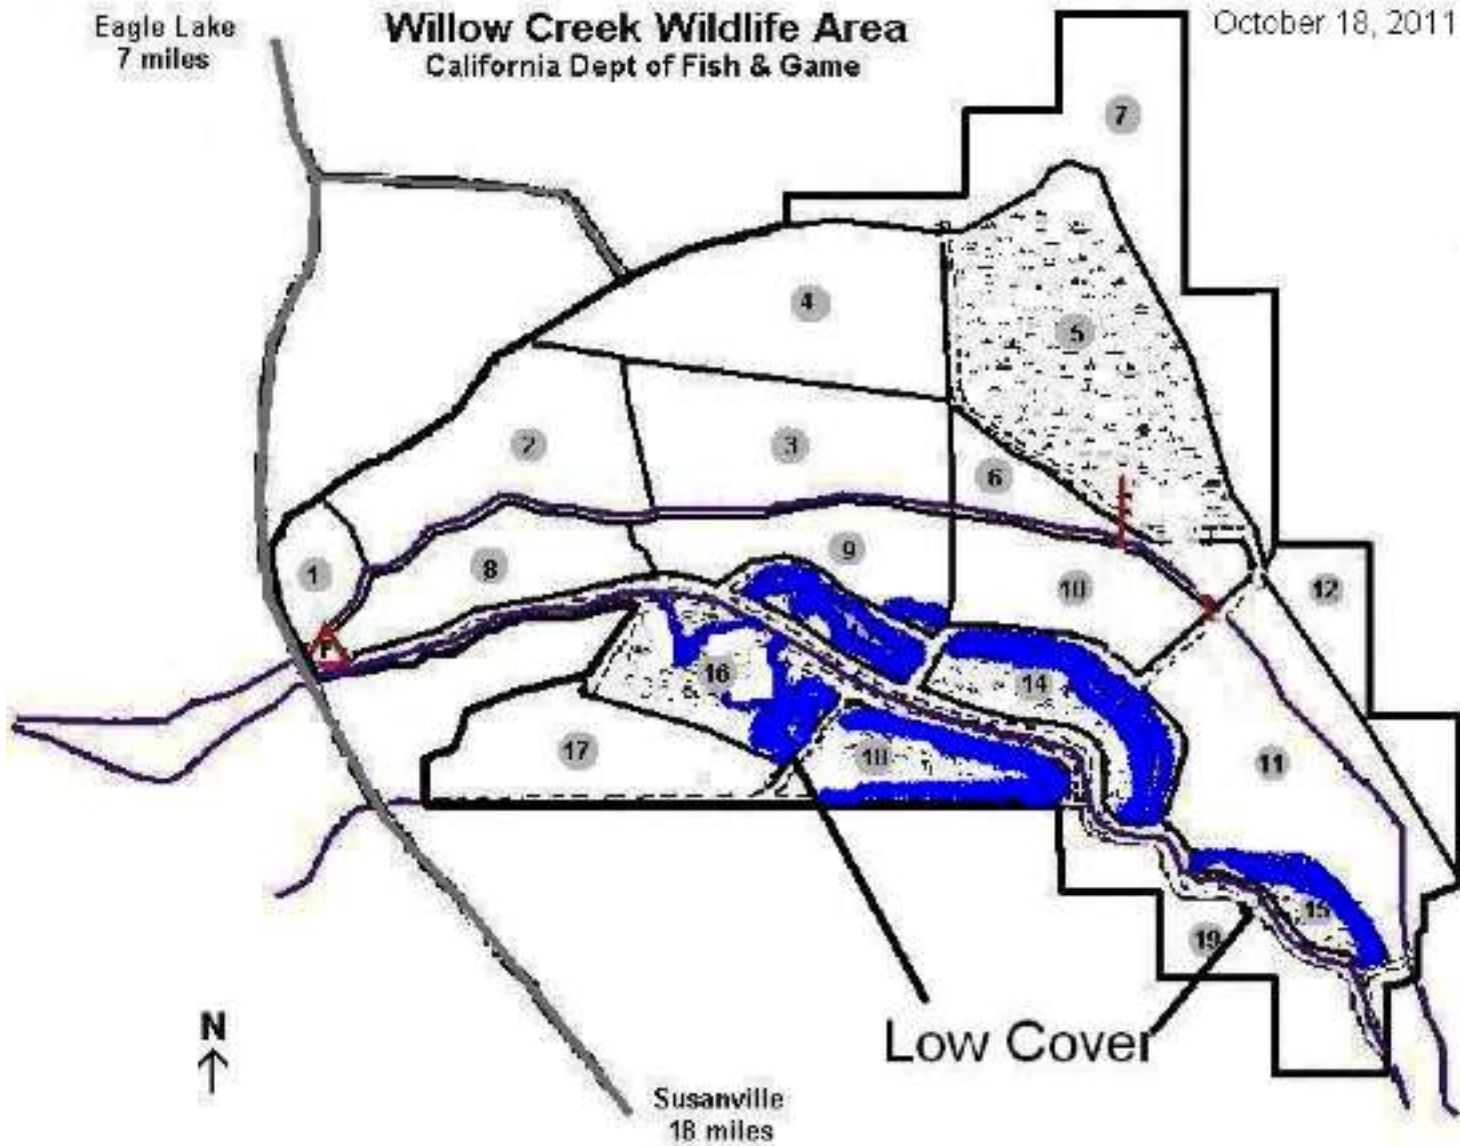 Eagle Lake
7 miles
Willow Creek Wildlife Area
California Dept of Fish & Game
October 18, 2011
7
4
5
2
3
6
1
8
9
10
12
16
14
17
18
11
15
19
P
Low Cover
N
Susanville
18 miles